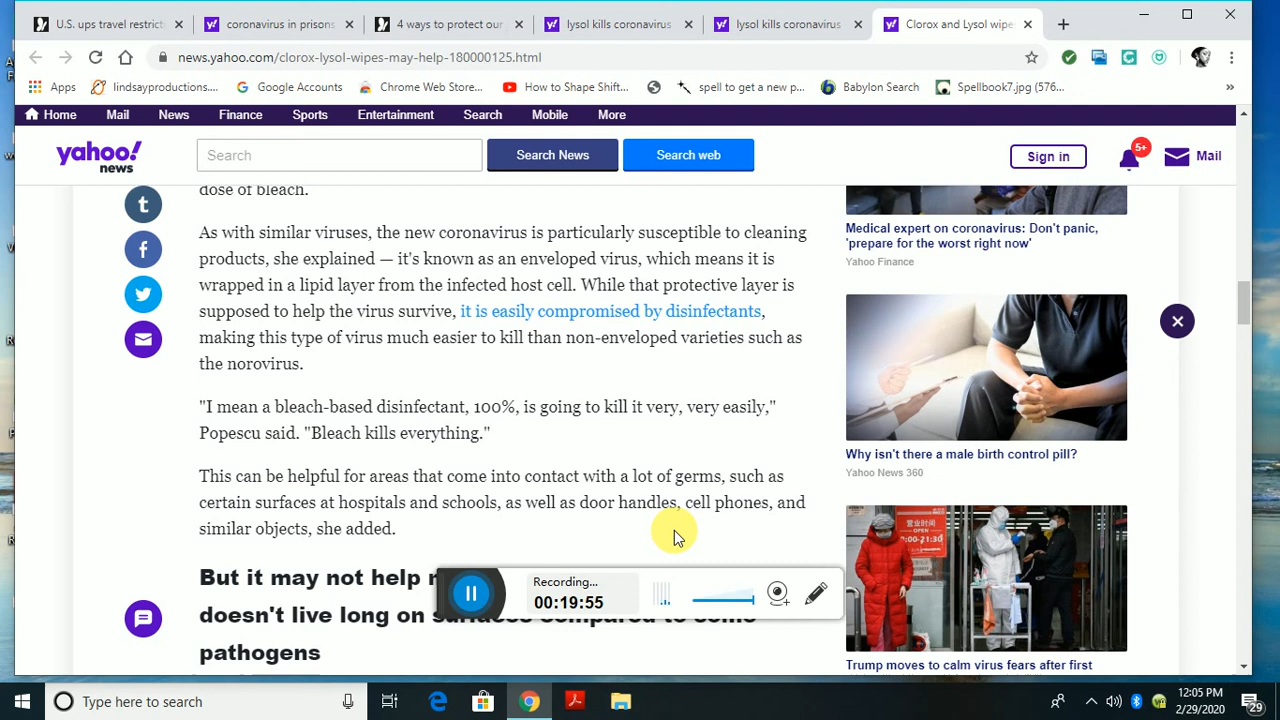 U.S. ups travel restrict
coronavirus in prisons
4 ways to protect our
lysol kills coronavirus
lysol kills coronavirus
Clorox and Lysol wipe
news.yahoo.com/clorox-lysol-wipes-may-help-180000125.html
Apps
lindsayproductions....
Google Account...
Chrome Web Store...
How to Shape Shift...
spell to get a new p...
Babylon Search
Spellbook7.jpg (576...
»
Home Mail News Finance Sports Entertainment Search Mobile More
yahoo!
news
Search
Search News
Search web
Sign in
5+
Mail
dose of bleach.
As with similar viruses, the new coronavirus is particularly susceptible to cleaning
products, she explained — it's known as an enveloped virus, which means it is
wrapped in a lipid layer from the infected host cell. While that protective layer is
supposed to help the virus survive, it is easily compromised by disinfectants,
making this type of virus much easier to kill than non-enveloped varieties such as
the norovirus.
"I mean a bleach-based disinfectant, 100%, is going to kill it very, very easily,"
Popescu said. "Bleach kills everything."
This can be helpful for areas that come into contact with a lot of germs, such as
certain surfaces at hospitals and schools, as well as door handles, cell phones, and
similar objects, she added.
But it may not help
doesn't live long on
pathogens
Medical expert on coronavirus: Don't panic,
'prepare for the worst right now'
Yahoo Finance
Why isn't there a male birth control pill?
Yahoo News 360
营业时间
OPEN
Trump moves to calm virus fears after first
Recording...
00:19:55
Type here to search
12:05 PM
2/29/2020
29